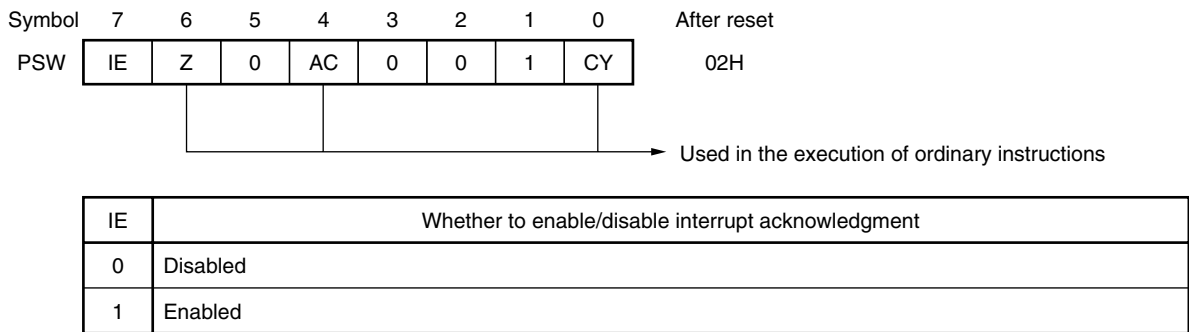 Symbol 7 6 5 4 3 2 1 0 After reset
PSW IE Z 0 AC 0 0 1 CY 02H
Used in the execution of ordinary instructions
IE Whether to enable/disable interrupt acknowledgment
0 Disabled
1 Enabled